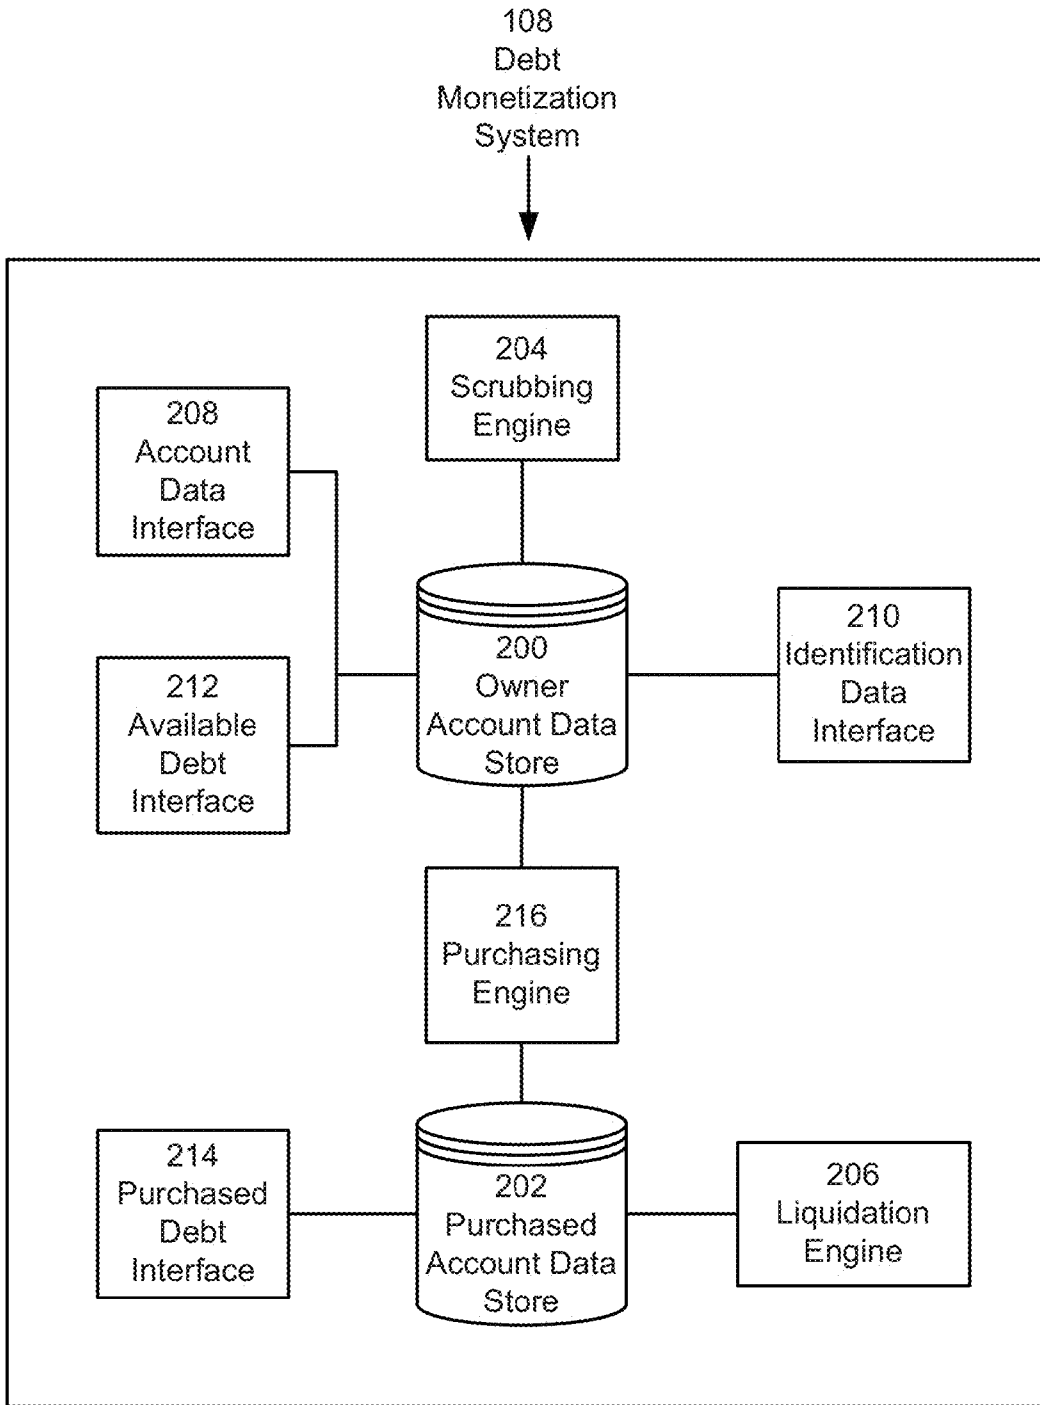 108
Debt
Monetization
System
204
Scrubbing
Engine
208
Account
Data
Interface
200
Owner
Account Data
Store
210
Identification
Data
Interface
212
Available
Debt
Interface
216
Purchasing
Engine
214
Purchased
Debt
Interface
202
Purchased
Account Data
Store
206
Liquidation
Engine